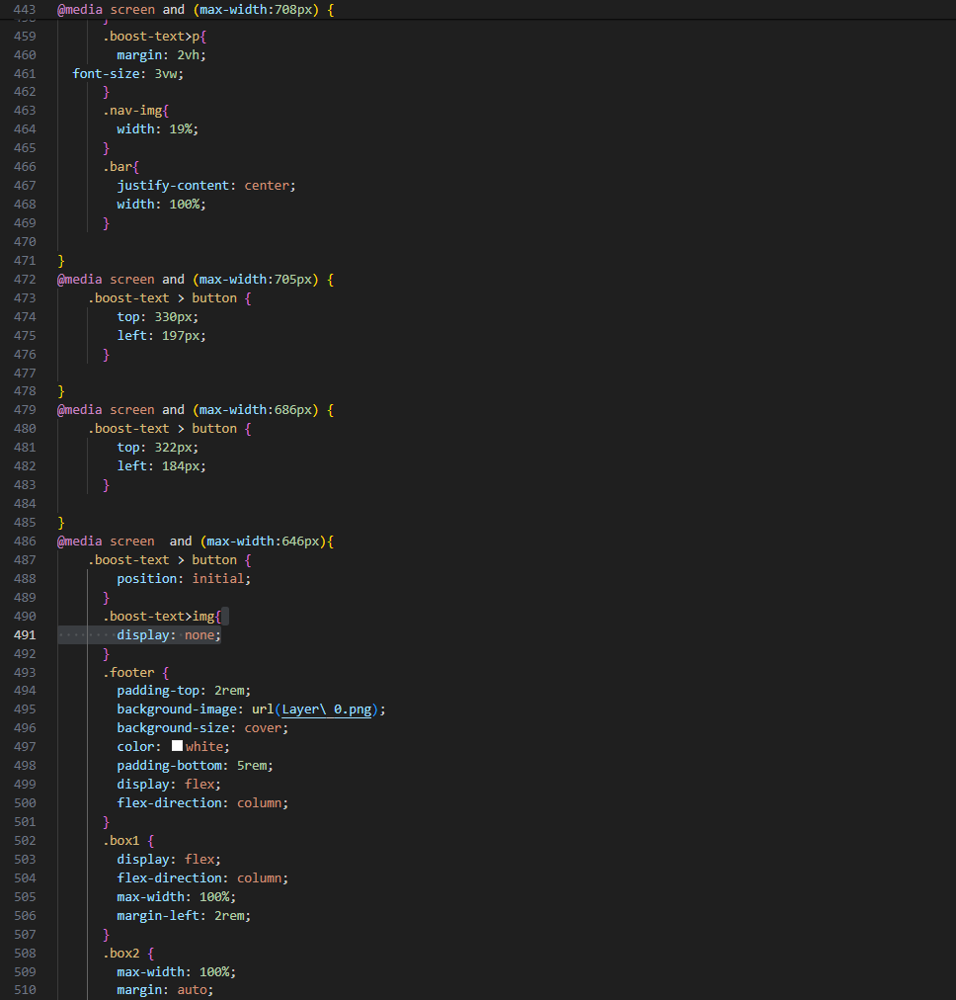 443 @media screen and (max-width:708px) {
458 }
459 .boost-text>p{
460 margin: 2vh;
461 font-size: 3vw;
462 }
463 .nav-img{
464 width: 19%;
465 }
466 .bar{
467 justify-content: center;
468 width: 100%;
469 }
470
471 }
472 @media screen and (max-width:705px) {
473 .boost-text > button {
474 top: 330px;
475 left: 197px;
476 }
477
478 }
479 @media screen and (max-width:686px) {
480 .boost-text > button {
481 top: 322px;
482 left: 184px;
483 }
484
485 }
486 @media screen  and (max-width:646px){
487 .boost-text > button {
488 position: initial;
489 }
490 .boost-text>img{
491 display: none;
492 }
493 .footer {
494 padding-top: 2rem;
495 background-image: url(Layer\ 0.png);
496 background-size: cover;
497 color: white;
498 padding-bottom: 5rem;
499 display: flex;
500 flex-direction: column;
501 }
502 .box1 {
503 display: flex;
504 flex-direction: column;
505 max-width: 100%;
506 margin-left: 2rem;
507 }
508 .box2 {
509 max-width: 100%;
510 margin: auto;